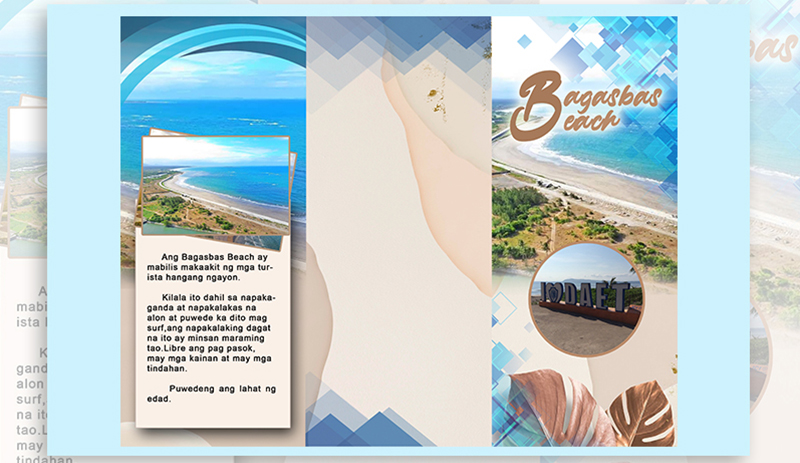 Ang Bagasbas Beach ay
mabilis makaakit ng mga tur-
ista hangang ngayon.
Kilala ito dahil sa napaka-
ganda at napakalakas na
alon at puwede ka dito mag
surf,ang napakalaking dagat
na ito ay minsan maraming
tao.Libre ang pag pasok,
may mga kainan at may mga
tindahan.
Puwedeng ang lahat ng
edad.
Bagasbas
Beach
I DAET